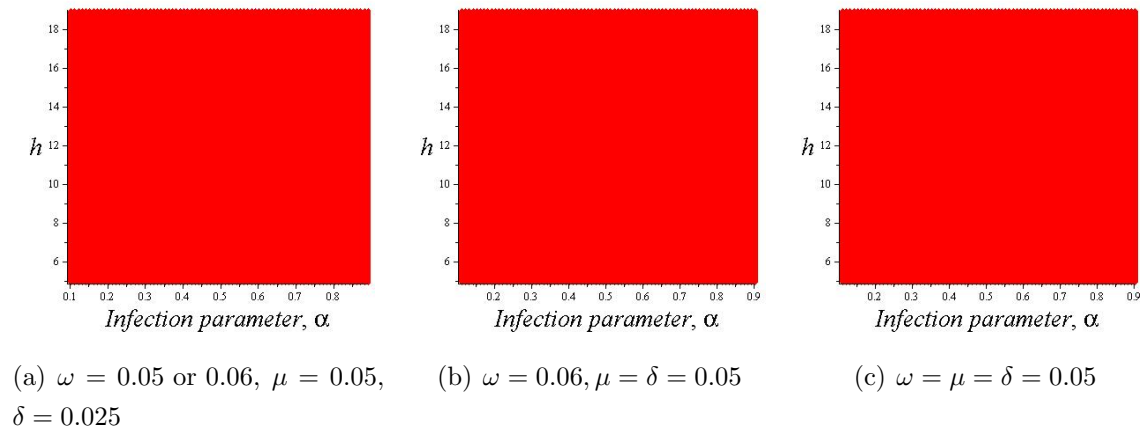 18
16
14
h 12
10
8
6
0.1 0.2 0.3 0.4 0.5 0.6 0.7 0.8
Infection parameter, α
(a) ω = 0.05 or 0.06, μ = 0.05,
δ = 0.025
18
16
14
h 12
10
8
6
0.2 0.3 0.4 0.5 0.6 0.7 0.8 0.9
Infection parameter, α
(b) ω = 0.06, μ = δ = 0.05
18
16
14
h 12
10
8
6
0.2 0.3 0.4 0.5 0.6 0.7 0.8 0.9
Infection parameter, α
(c) ω = μ = δ = 0.05